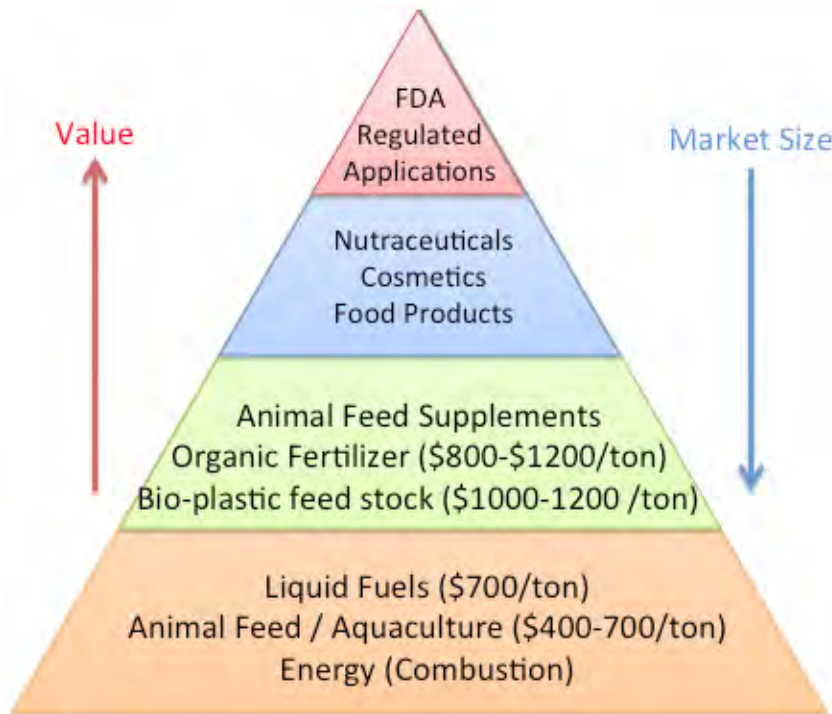 FDA
Regulated
Applications
Value
Market Size
Nutraceuticals
Cosmetics
Food Products
Animal Feed Supplements
Organic Fertilizer ($800-$1200/ton)
Bio-plastic feed stock ($1000-1200 /ton)
Liquid Fuels ($700/ton)
Animal Feed / Aquaculture ($400-700/ton)
Energy (Combustion)